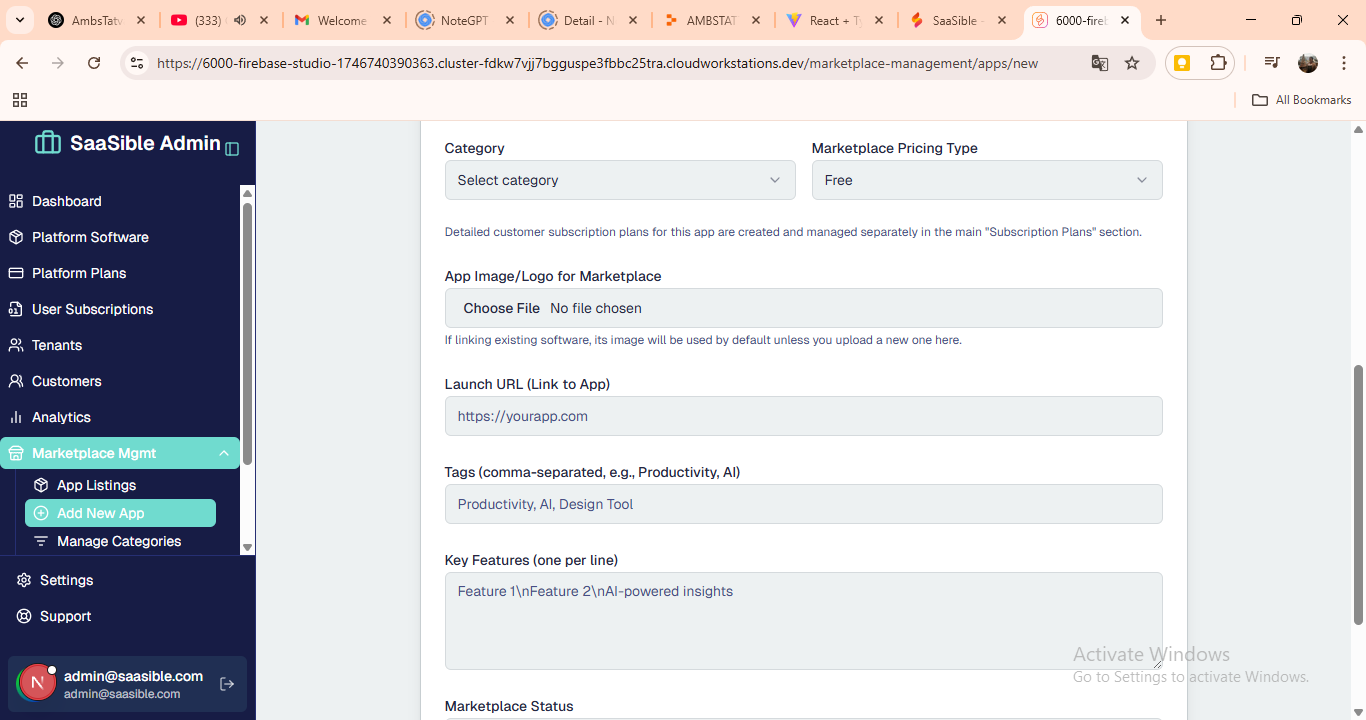 AmbsTatv
(333)
Welcome
NoteGPT
Detail - N
AMBSTAT
React + Ty
SaaSible -
6000-fireb
https://6000-firebase-studio-1746740390363.cluster-fdkw7vjj7bgguspe3fbbc25tra.cloudworkstations.dev/marketplace-management/apps/new
All Bookmarks
SaaSible Admin
Dashboard
Platform Software
Platform Plans
User Subscriptions
Tenants
Customers
Analytics
Marketplace Mgmt
App Listings
Add New App
Manage Categories
Settings
Support
N
admin@saasible.com
admin@saasible.com
Category
Marketplace Pricing Type
Select category
Free
Detailed customer subscription plans for this app are created and managed separately in the main "Subscription Plans" section.
App Image/Logo for Marketplace
Choose File No file chosen
If linking existing software, its image will be used by default unless you upload a new one here.
Launch URL (Link to App)
https://yourapp.com
Tags (comma-separated, e.g., Productivity, AI)
Productivity, AI, Design Tool
Key Features (one per line)
Feature 1\nFeature 2\nAI-powered insights
Marketplace Status
Activate Windows
Go to Settings to activate Windows.